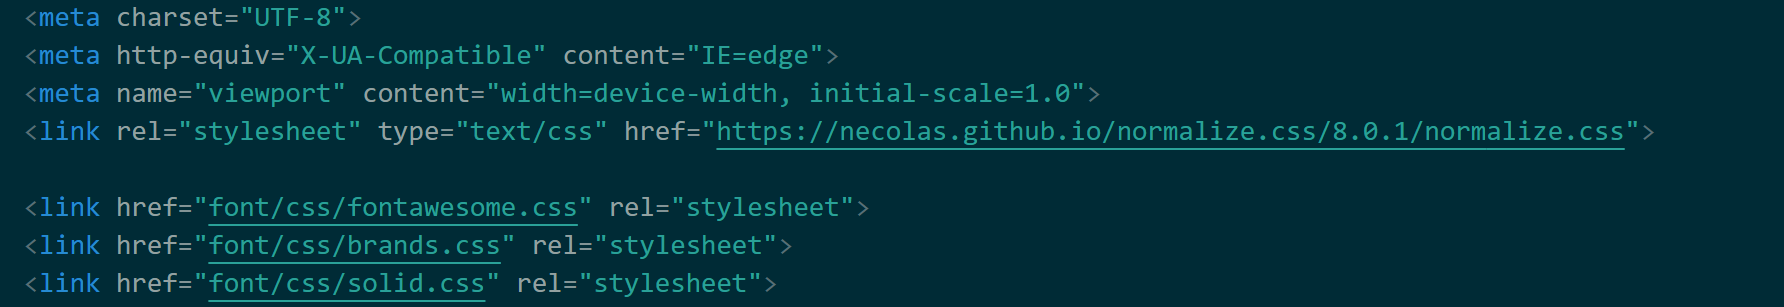 <meta charset="UTF-8">
<meta http-equiv="X-UA-Compatible" content="IE=edge">
<meta name="viewport" content="width=device-width, initial-scale=1.0">
<link rel="stylesheet" type="text/css" href="https://necolas.github.io/normalize.css/8.0.1/normalize.css">
<link href="font/css/fontawesome.css" rel="stylesheet">
<link href="font/css/brands.css" rel="stylesheet">
<link href="font/css/solid.css" rel="stylesheet">